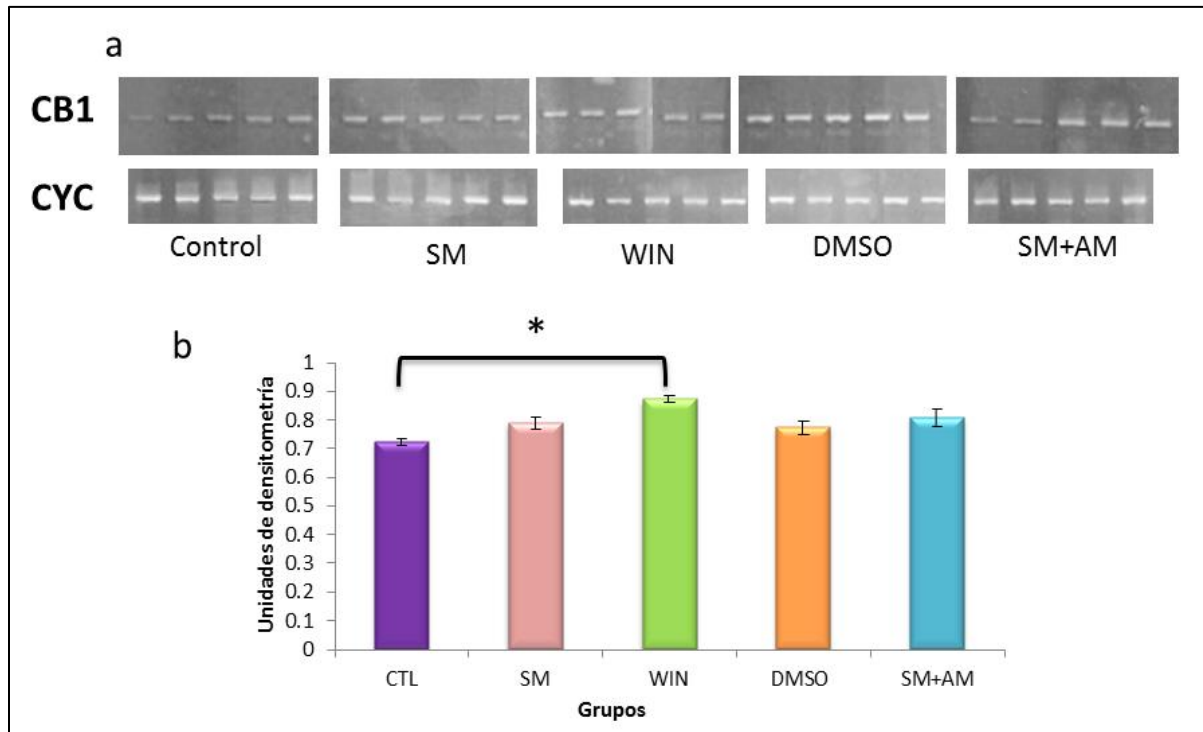 a
CB1
CYC
Control SM WIN DMSO SM+AM
b
*
Unidades de densitometría
1
0.9
0.8
0.7
0.6
0.5
0.4
0.3
0.2
0.1
0
CTL SM WIN DMSO SM+AM
Grupos